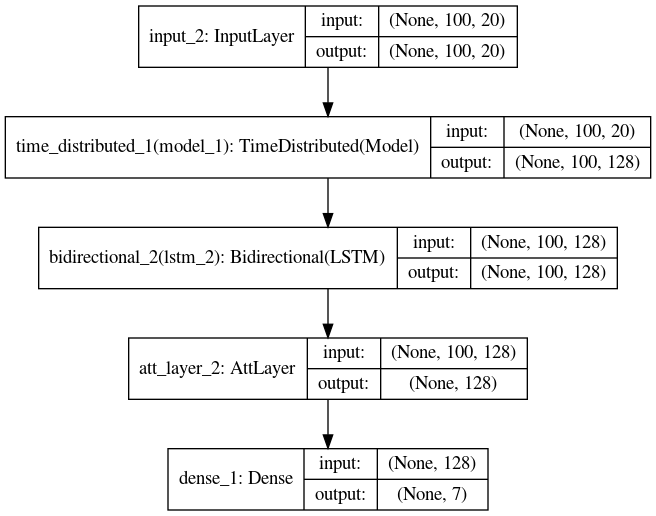 input_2: InputLayer
input: (None, 100, 20)
output: (None, 100, 20)
time_distributed_1(model_1): TimeDistributed(Model)
input: (None, 100, 20)
output: (None, 100, 128)
bidirectional_2(lstm_2): Bidirectional(LSTM)
input: (None, 100, 128)
output: (None, 100, 128)
att_layer_2: AttLayer
input: (None, 100, 128)
output: (None, 128)
dense_1: Dense
input: (None, 128)
output: (None, 7)